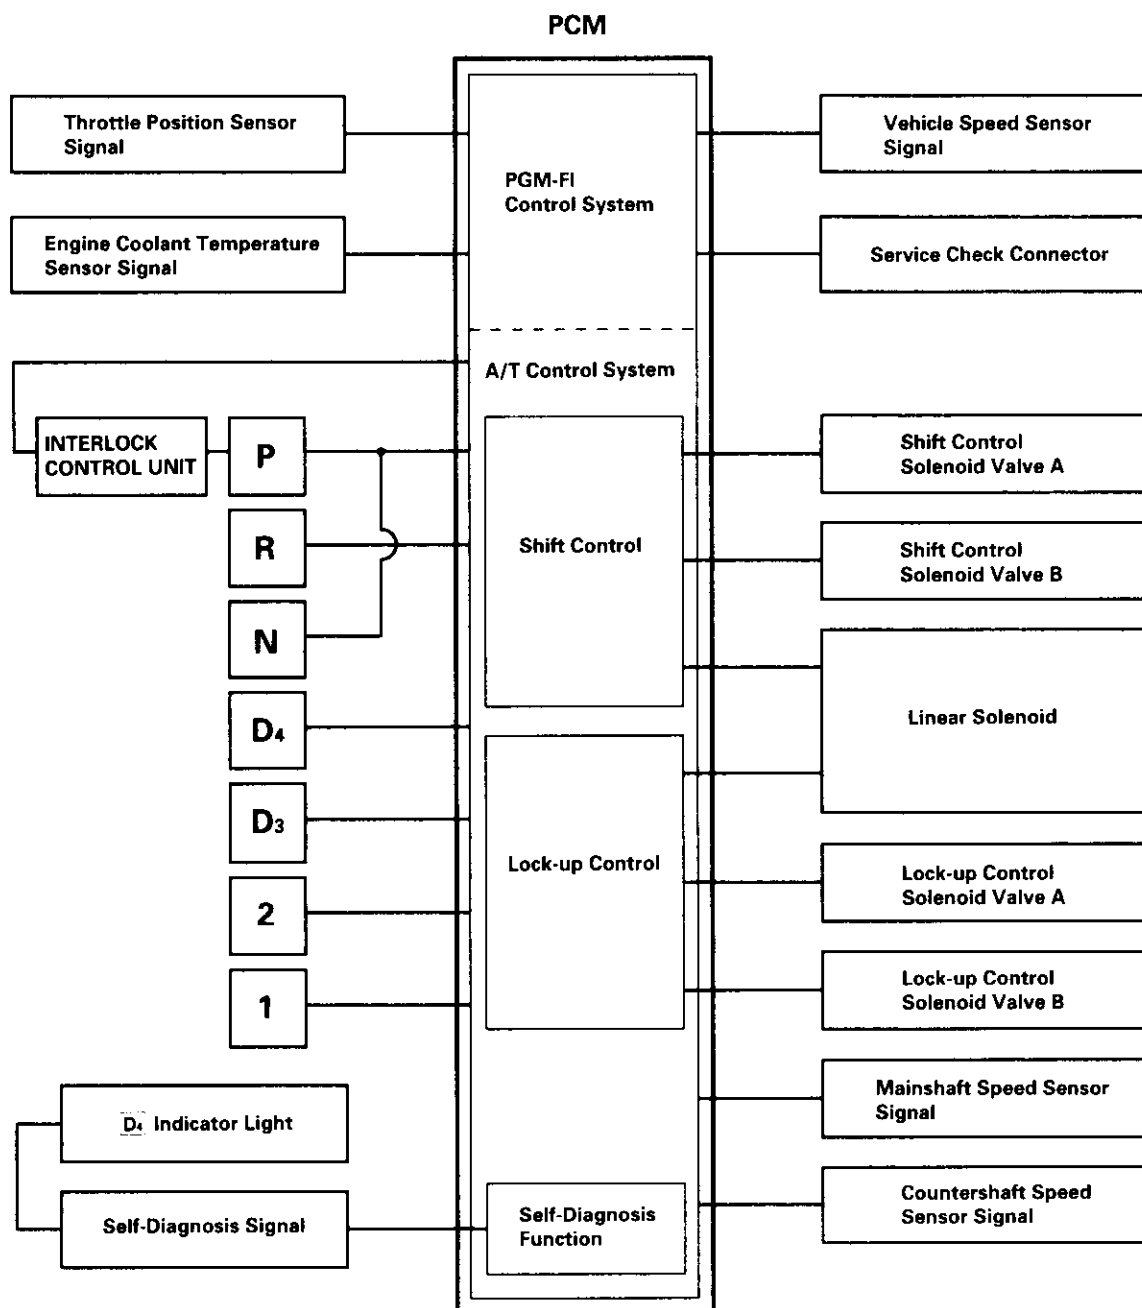 PCM
Throttle Position Sensor
Signal
Engine Coolant Temperature
Sensor Signal
INTERLOCK
CONTROL UNIT
P
R
N
D4
D3
2
1
D4 Indicator Light
Self-Diagnosis Signal
PGM-FI
Control System
A/T Control System
Shift Control
Lock-up Control
Self-Diagnosis
Function
Vehicle Speed Sensor
Signal
Service Check Connector
Shift Control
Solenoid Valve A
Shift Control
Solenoid Valve B
Linear Solenoid
Lock-up Control
Solenoid Valve A
Lock-up Control
Solenoid Valve B
Mainshaft Speed Sensor
Signal
Countershaft Speed
Sensor Signal